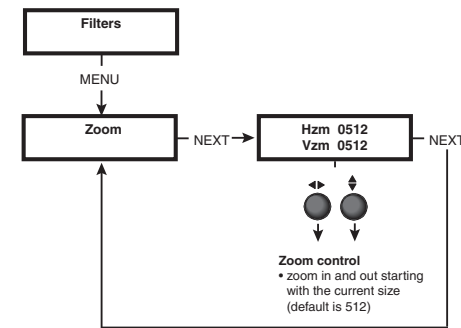 Filters
MENU
Zoom
NEXT
Hzm 0512
Vzm 0512
NEXT
Zoom control
• zoom in and out starting
with the current size
(default is 512)